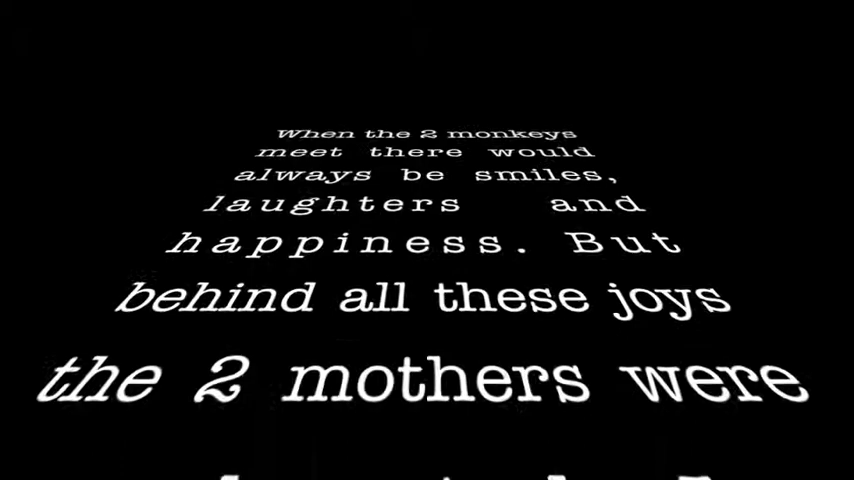 When the 2 monkeys
meet there would
always be smiles,
laughters and
happiness. But
behind all these joys
the 2 mothers were